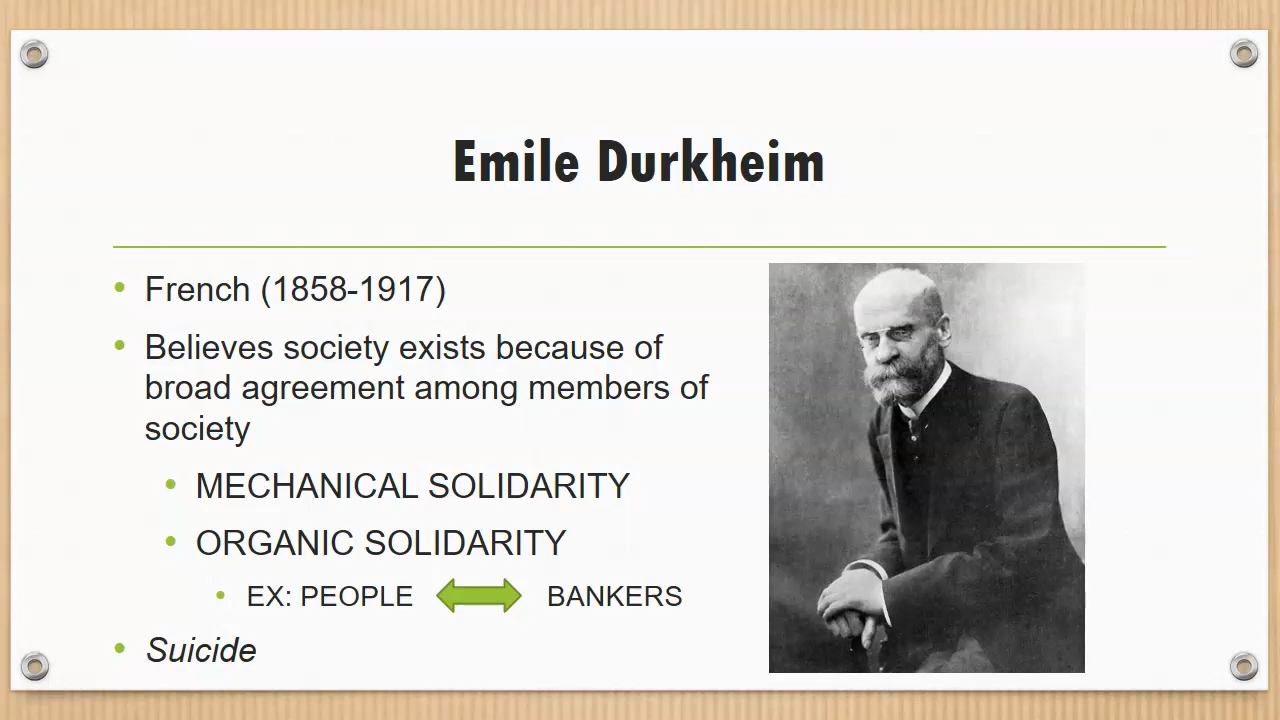 Emile Durkheim
• French (1858-1917)
• Believes society exists because of
broad agreement among members of
society
• MECHANICAL SOLIDARITY
• ORGANIC SOLIDARITY
• EX: PEOPLE BANKERS
• Suicide